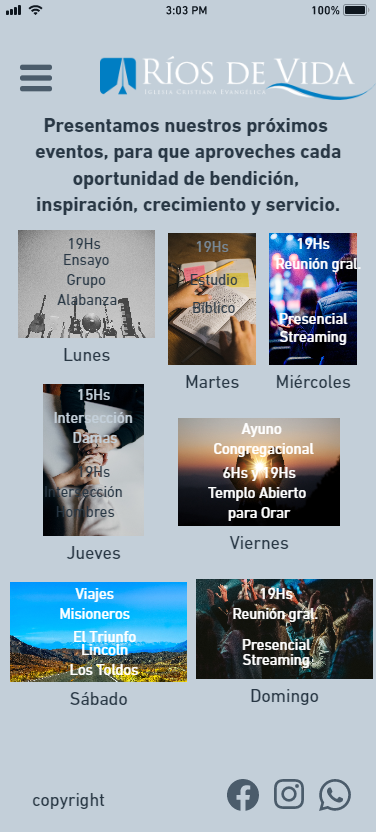 3:03 PM
100%
RÍOS DE VIDA
IGLESIA CRISTIANA EVANGÉLICA
Presentamos nuestros próximos
eventos, para que aproveches cada
oportunidad de bendición,
inspiración, crecimiento y servicio.
19Hs
Ensayo
Grupo
Alabanza
Lunes
19Hs
Estudio
Bíblico
Martes
19Hs
Reunión gral.
Presencial
Streaming
Miércoles
15Hs
Intersección
Damas
19Hs
Intersección
Hombres
Jueves
Ayuno
Congregacional
6Hs y 19Hs
Templo Abierto
para Orar
Viernes
Viajes
Misioneros
El Triunfo
Lincoln
Los Toldos
Sábado
19Hs
Reunión gral.
Presencial
Streaming
Domingo
copyright